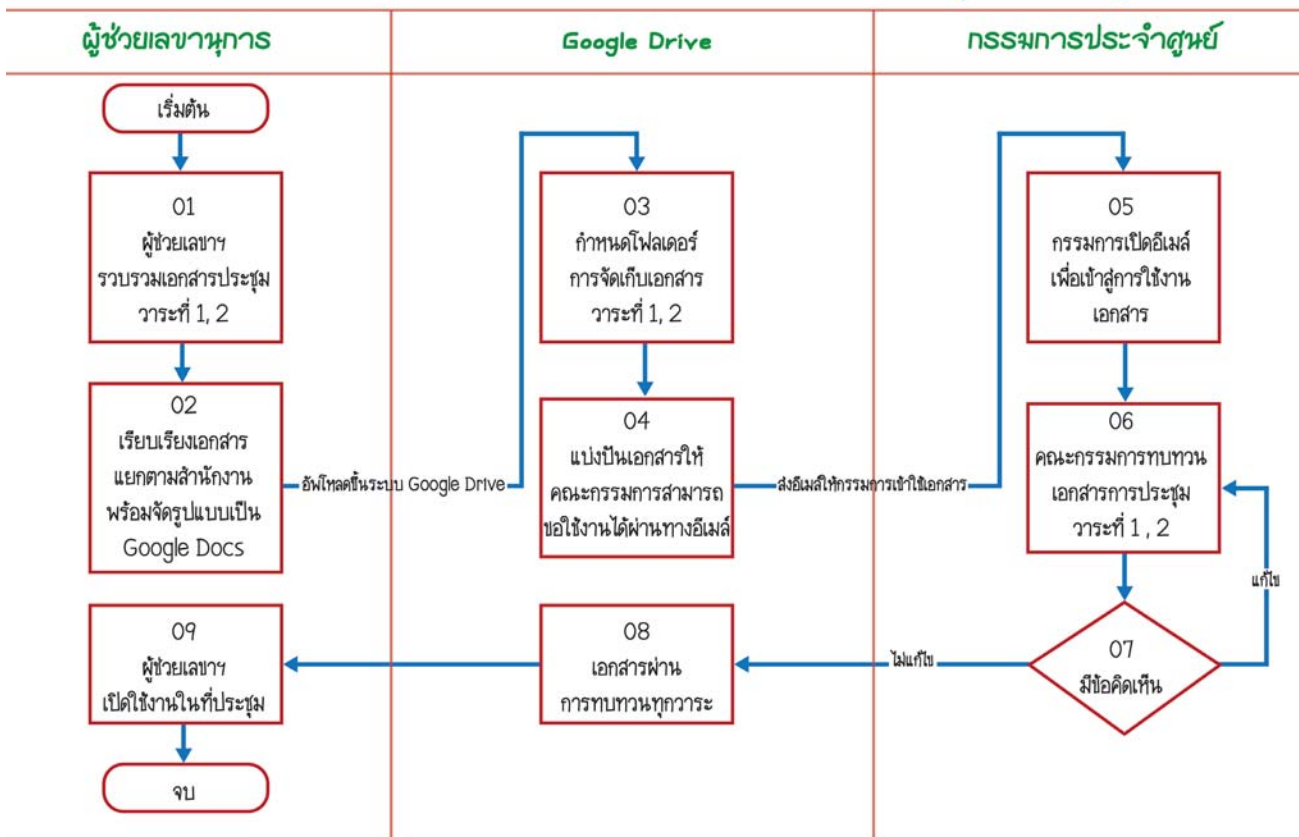 ผู้ช่วยเลขานุการ
Google Drive
กรรมการประจำศูนย์
เริ่มต้น
01
ผู้ช่วยเลขาฯ
รวบรวมเอกสารประชุม
วาระที่ 1, 2
02
เรียบเรียงเอกสาร
แยกตามสำนักงาน
พร้อมจัดรูปแบบเป็น
Google Docs
อัพโหลดขึ้นระบบ Google Drive
03
กำหนดโฟลเดอร์
การจัดเก็บเอกสาร
วาระที่ 1, 2
04
แบ่งปันเอกสารให้
คณะกรรมการสามารถ
ขอใช้งานได้ผ่านทางอีเมล์
ส่งอีเมล์ให้กรรมการเข้าใช้เอกสาร
05
กรรมการเปิดอีเมล์
เพื่อเข้าสู่การใช้งาน
เอกสาร
06
คณะกรรมการทบทวน
เอกสารการประชุม
วาระที่ 1 , 2
แก้ไข
07
มีข้อคิดเห็น
ไม่แก้ไข
08
เอกสารผ่าน
การทบทวนทุกวาระ
09
ผู้ช่วยเลขาฯ
เปิดใช้งานในที่ประชุม
จบ